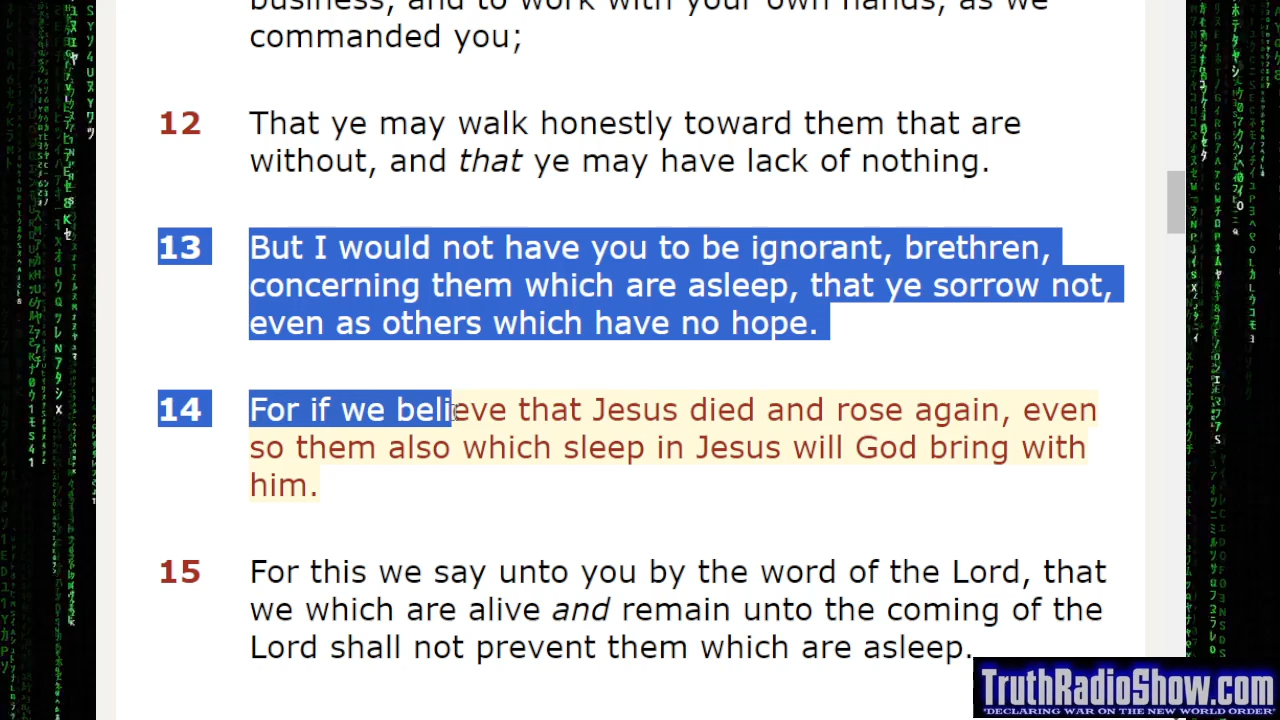 business, and to work with your own hands, as we
commanded you;
12 That ye may walk honestly toward them that are
without, and that ye may have lack of nothing.
13 But I would not have you to be ignorant, brethren,
concerning them which are asleep, that ye sorrow not,
even as others which have no hope.
14 For if we believe that Jesus died and rose again, even
so them also which sleep in Jesus will God bring with
him.
15 For this we say unto you by the word of the Lord, that
we which are alive and remain unto the coming of the
Lord shall not prevent them which are asleep.
TruthRadioShow.com
"DECLARING WAR ON THE NEW WORLD ORDER"